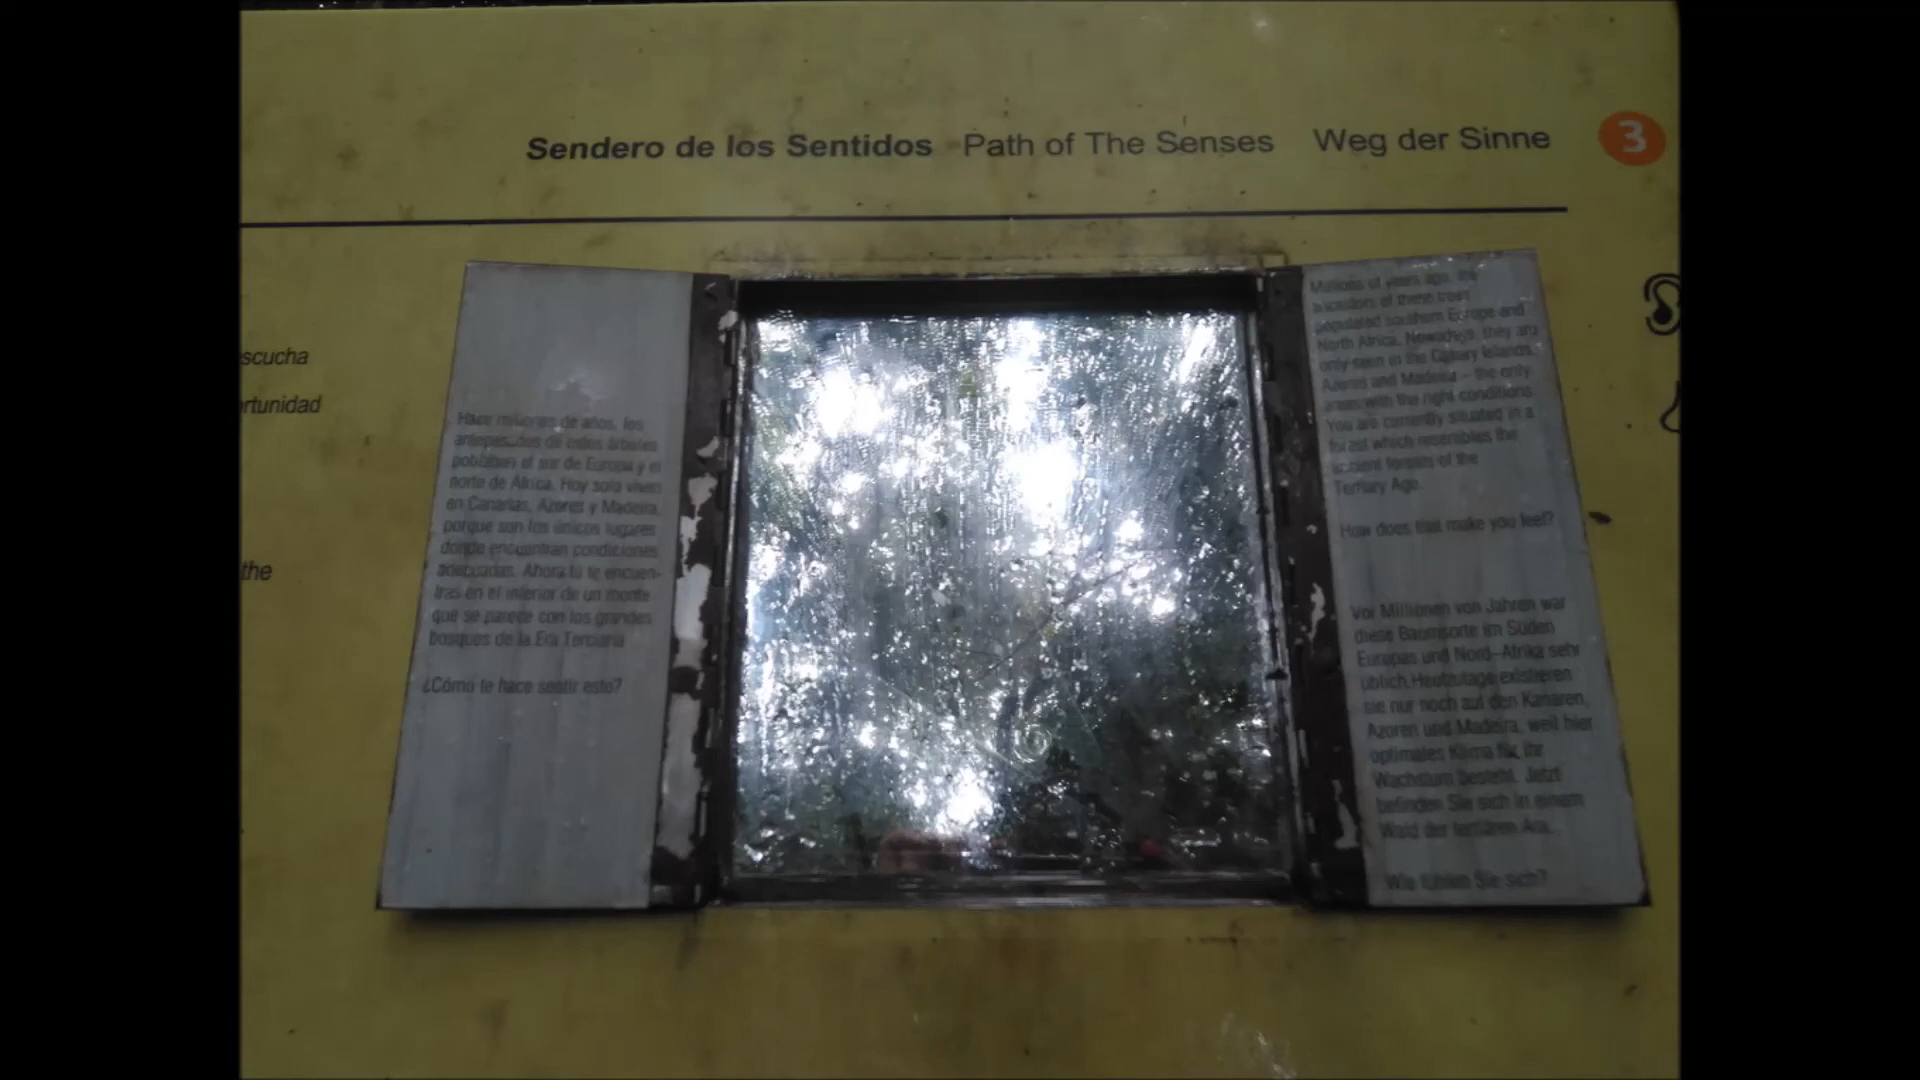 Sendero de los Sentidos Path of The Senses Weg der Sinne 3
scucha
rtunidad
the
Hace millones de años, los
antepasados de estos árboles
poblaban el sur de Europa y el
norte de África. Hoy solo viven
en Canarias, Azores y Madeira,
porque son los únicos lugares
donde encuentran condiciones
adecuadas. Ahora tú te encuen-
tras en el interior de un monte
que se parece con los grandes
bosques de la Era Terciaria
¿Cómo te hace sentir esto?
Millions of years ago, the
ancestors of these trees
populated southern Europe and
North Africa. Nowadays, they are
only seen in the Canary Islands,
Azores and Madeira – the only
areas with the right conditions.
You are currently situated in a
forest which resembles the
ancient forests of the
Tertiary Age.
How does that make you feel?
Vor Millionen von Jahren war
diese Baumsorte im Süden
Europas und Nord-Afrika sehr
üblich. Heutzutage existieren
sie nur noch auf den Kanaren,
Azoren und Madeira, weil hier
optimales Klima für ihr
Wachstum besteht. Jetzt
befinden Sie sich in einem
Wald der tertiären Ära.
Wie fühlen Sie sich?